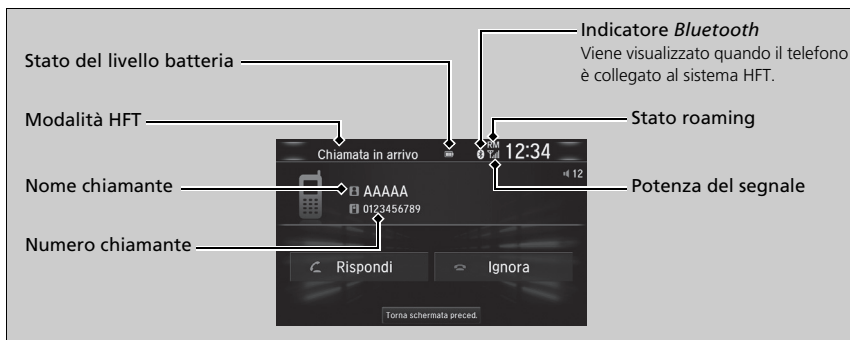 Indicatore Bluetooth
Viene visualizzato quando il telefono
è collegato al sistema HFT.
Stato del livello batteria
Modalità HFT
Stato roaming
Chiamata in arrivo
RM
12:34
12
Nome chiamante
AAAAA
Potenza del segnale
0123456789
Numero chiamante
Rispondi
Ignora
Torna schermata preced.